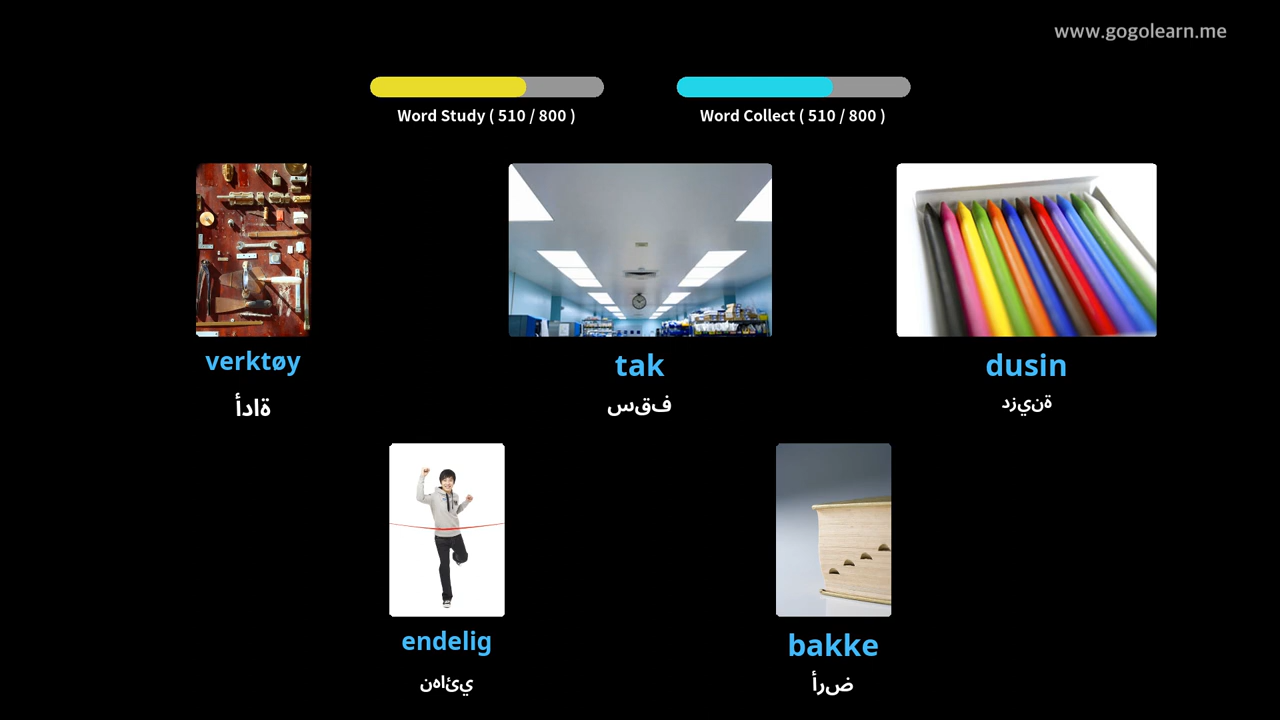 www.gogolearn.me
Word Study ( 510 / 800 )
Word Collect ( 510 / 800 )
verktøy
ةادأ
tak
فقس
dusin
ةنيزد
endelig
يئاهن
bakke
ضرأ